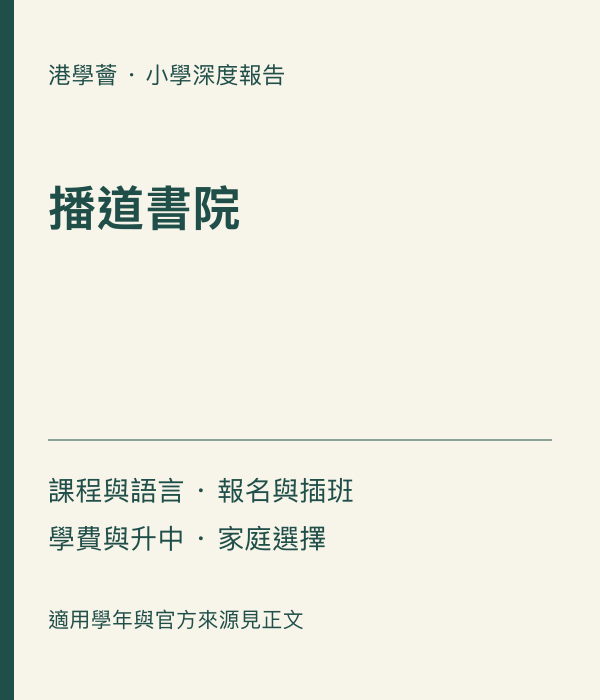 港學薈 · 小學深度報告
播道書院
課程與語言 · 報名與插班
學費與升中 · 家庭選擇
適用學年與官方來源見正文